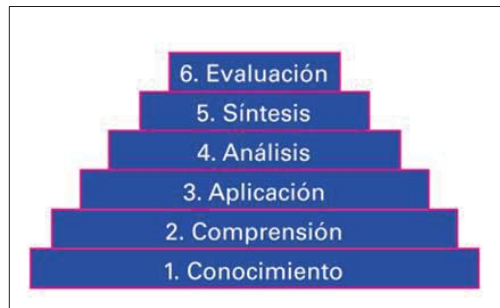 6. Evaluación
5. Síntesis
4. Análisis
3. Aplicación
2. Comprensión
1. Conocimiento